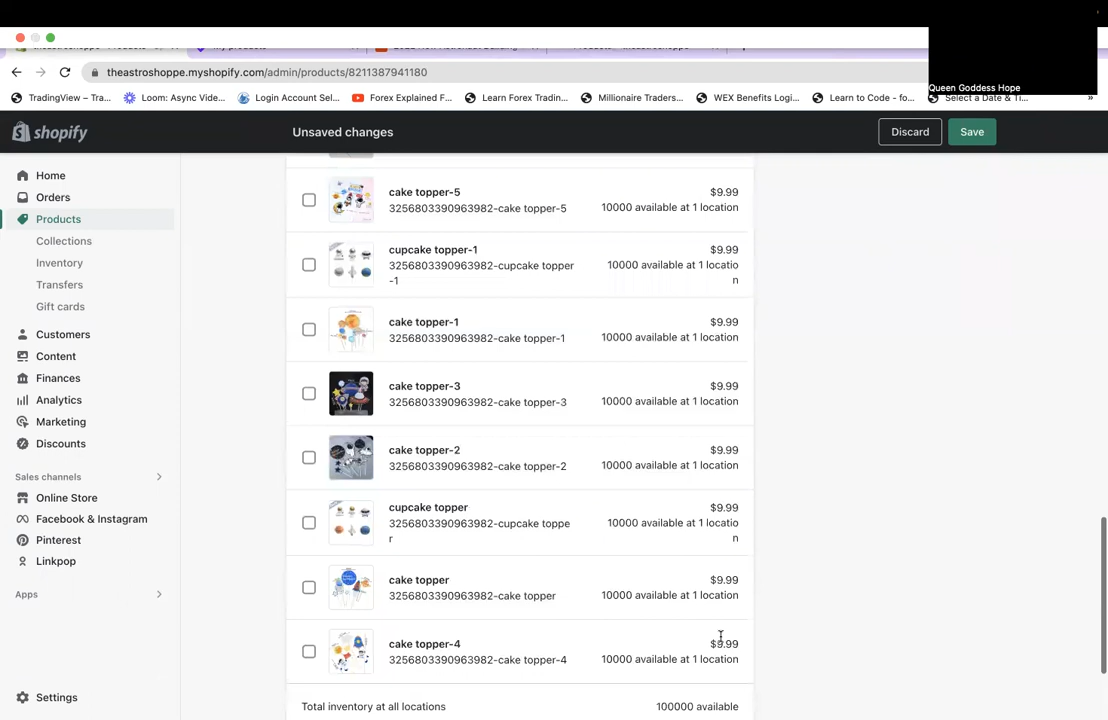 Queen Goddess Hope
theastroshoppe.myshopify.com/admin/products/8211387941180
TradingView – Tra...
Loom: Async Vide...
Login Account Sel...
Forex Explained F...
Learn Forex Tradin...
Millionaire Traders...
WEX Benefits Logi...
Learn to Code - fo...
Select a Date & Ti...
»
shopify
Unsaved changes
Discard
Save
Home
Orders
Products
Collections
Inventory
Transfers
Gift cards
Customers
Content
Finances
Analytics
Marketing
Discounts
Sales channels
Online Store
Facebook & Instagram
Pinterest
Linkpop
Apps
Settings
cake topper-5
$9.99
3256803390963982-cake topper-5
10000 available at 1 location
cupcake topper-1
$9.99
3256803390963982-cupcake topper
-1
10000 available at 1 locatio
n
cake topper-1
$9.99
3256803390963982-cake topper-1
10000 available at 1 location
cake topper-3
$9.99
3256803390963982-cake topper-3
10000 available at 1 location
cake topper-2
$9.99
3256803390963982-cake topper-2
10000 available at 1 location
cupcake topper
$9.99
3256803390963982-cupcake toppe
r
10000 available at 1 locatio
n
cake topper
$9.99
3256803390963982-cake topper
10000 available at 1 location
cake topper-4
$9.99
3256803390963982-cake topper-4
10000 available at 1 location
Total inventory at all locations
100000 available